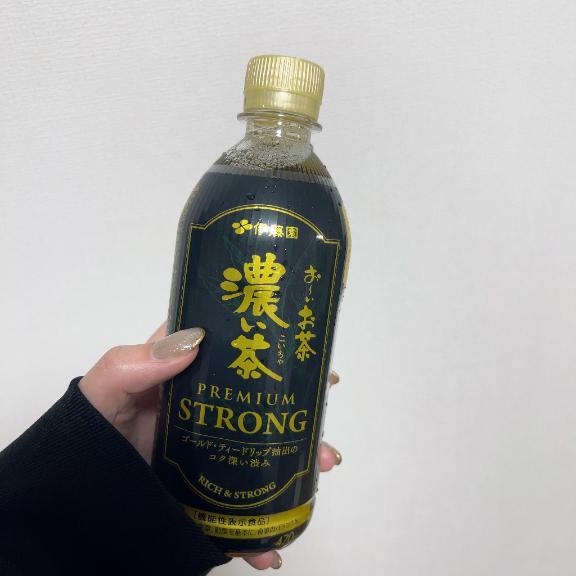 伊藤園
お〜いお茶
濃い茶
こいちゃ
PREMIUM
STRONG
ゴールド・ティードリップ抽出の
コク深い渋み
RICH & STRONG
[機能性表示食品]